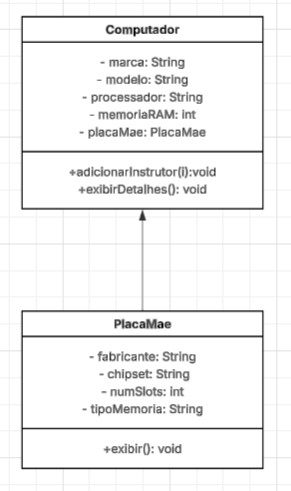 Computador
- marca: String
- modelo: String
- processador: String
- memoriaRAM: int
- placaMae: PlacaMae
+adicionarInstrutor(i):void
+exibirDetalhes(): void
PlacaMae
- fabricante: String
- chipset: String
- numSlots: int
- tipoMemoria: String
+exibir(): void